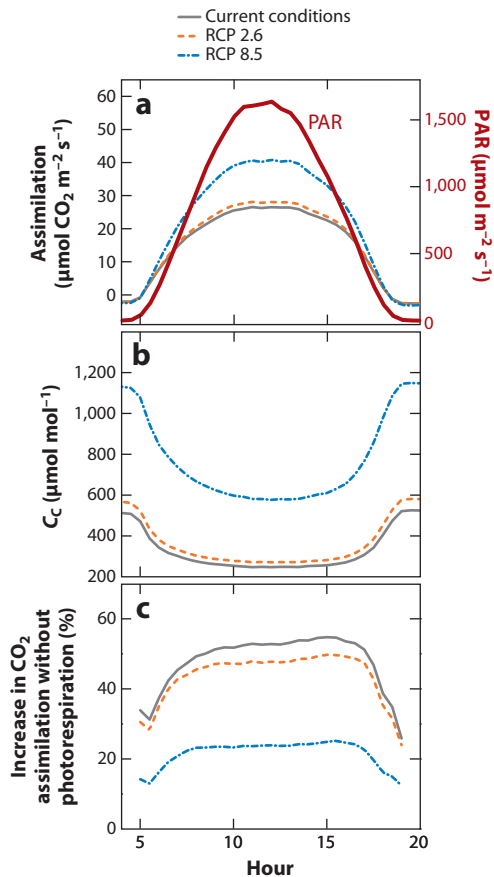 Current conditions
RCP 2.6
RCP 8.5
a
PAR
Assimilation
(µmol CO₂ m⁻² s⁻¹)
60
50
40
30
20
10
0
PAR (µmol m⁻² s⁻¹)
1,500
1,000
500
0
b
C_C (µmol mol⁻¹)
1,200
1,000
800
600
400
200
c
Increase in CO₂
assimilation without
photorespiration (%)
60
40
20
0
5
10
15
20
Hour